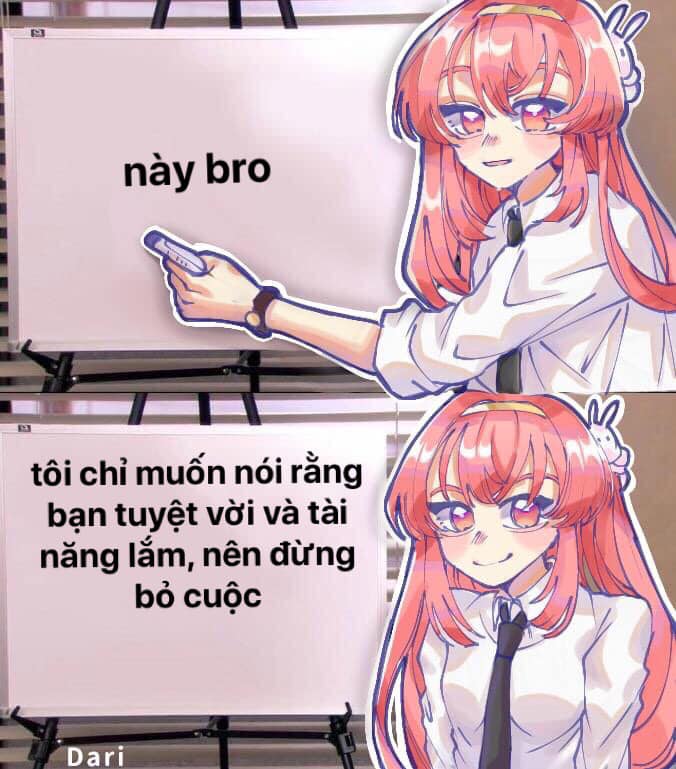 này bro
tôi chỉ muốn nói rằng
bạn tuyệt vời và tài
năng lắm, nên đừng
bỏ cuộc
Dari